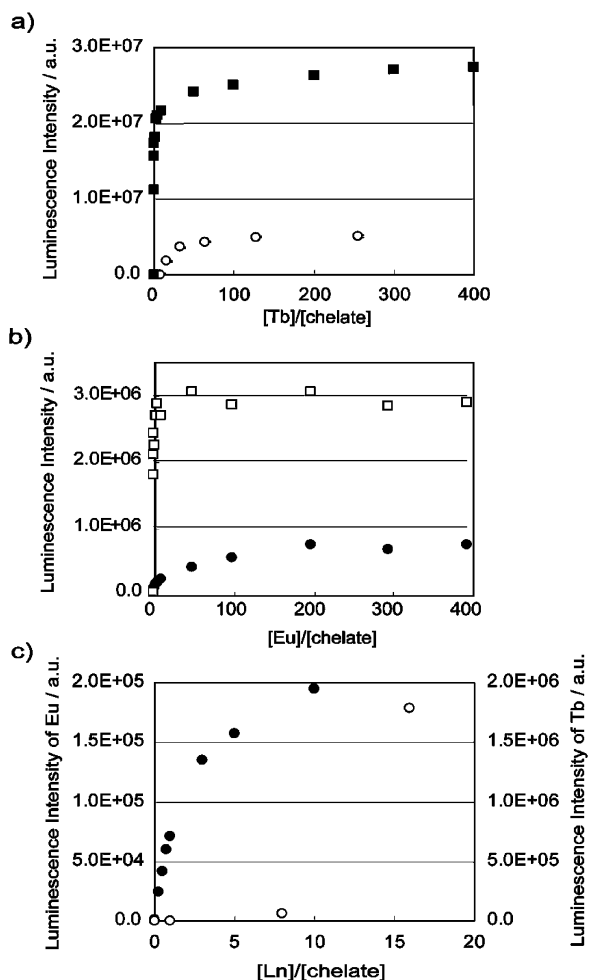 a)
Luminescence Intensity / a.u.
3.0E+07
2.0E+07
1.0E+07
0.0
0 100 200 300 400
[Tb]/[chelate]
b)
Luminescence Intensity / a.u.
3.0E+06
2.0E+06
1.0E+06
0.0
0 100 200 300 400
[Eu]/[chelate]
c)
Luminescence Intensity of Eu / a.u.
2.0E+05
1.5E+05
1.0E+05
5.0E+04
0.0
2.0E+06
1.5E+06
1.0E+06
5.0E+05
0.0
Luminescence Intensity of Tb / a.u.
0 5 10 15 20
[Ln]/[chelate]